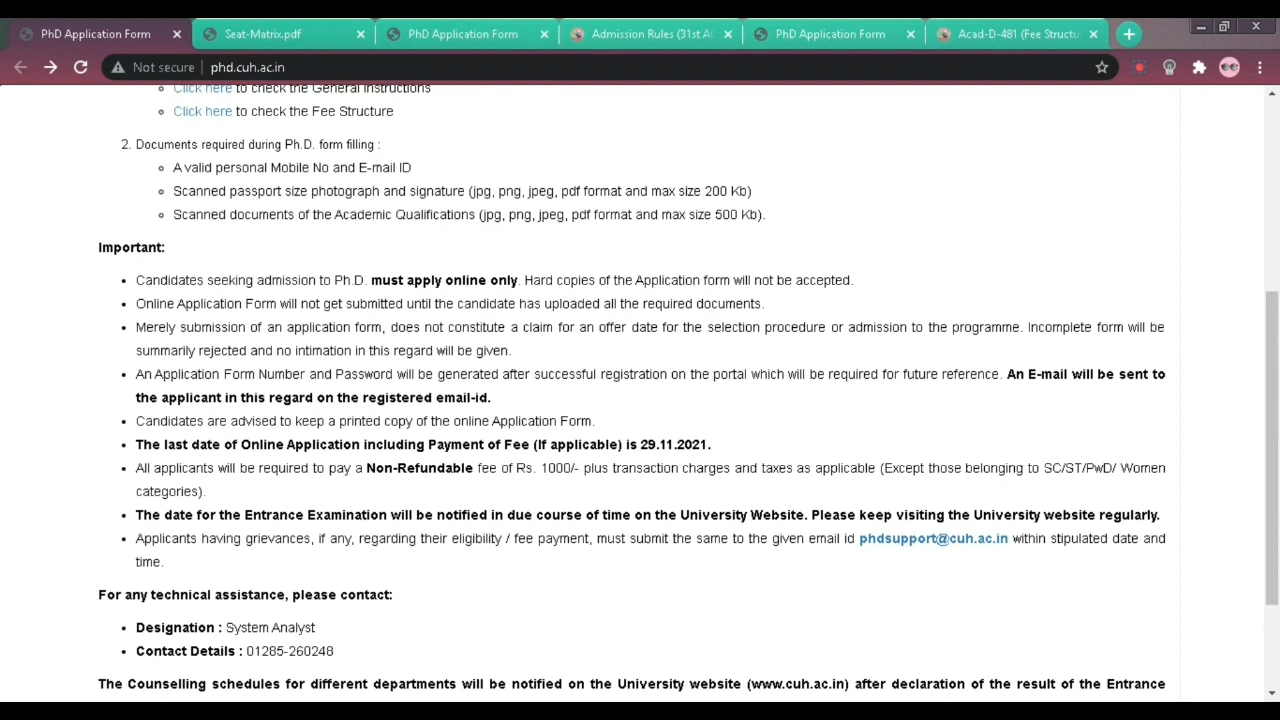 PhD Application Form
Seat-Matrix.pdf
PhD Application Form
Admission Rules (31st A
PhD Application Form
Acad-D-481 (Fee Structu
Not secure | phd.cuh.ac.in
Click here to check the General Instructions
Click here to check the Fee Structure
2. Documents required during Ph.D. form filling :
A valid personal Mobile No and E-mail ID
Scanned passport size photograph and signature (jpg, png, jpeg, pdf format and max size 200 Kb)
Scanned documents of the Academic Qualifications (jpg, png, jpeg, pdf format and max size 500 Kb).
Important:
Candidates seeking admission to Ph.D. must apply online only. Hard copies of the Application form will not be accepted.
Online Application Form will not get submitted until the candidate has uploaded all the required documents.
Merely submission of an application form, does not constitute a claim for an offer date for the selection procedure or admission to the programme. Incomplete form will be
summarily rejected and no intimation in this regard will be given.
An Application Form Number and Password will be generated after successful registration on the portal which will be required for future reference. An E-mail will be sent to
the applicant in this regard on the registered email-id.
Candidates are advised to keep a printed copy of the online Application Form.
The last date of Online Application including Payment of Fee (If applicable) is 29.11.2021.
All applicants will be required to pay a Non-Refundable fee of Rs. 1000/- plus transaction charges and taxes as applicable (Except those belonging to SC/ST/PwD/ Women
categories).
The date for the Entrance Examination will be notified in due course of time on the University Website. Please keep visiting the University website regularly.
Applicants having grievances, if any, regarding their eligibility / fee payment, must submit the same to the given email id phdsupport@cuh.ac.in within stipulated date and
time.
For any technical assistance, please contact:
Designation : System Analyst
Contact Details : 01285-260248
The Counselling schedules for different departments will be notified on the University website (www.cuh.ac.in) after declaration of the result of the Entrance